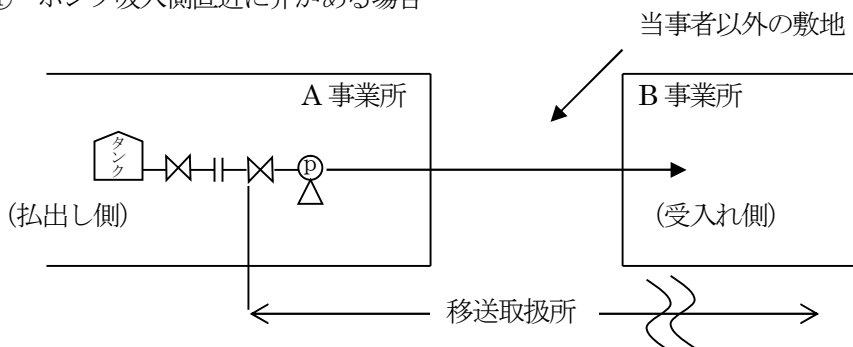 ポンプ吸入側直近に弁がある場合
当事者以外の敷地
A 事業所
B 事業所
タンク
p
(払出し側)
(受入れ側)
移送取扱所